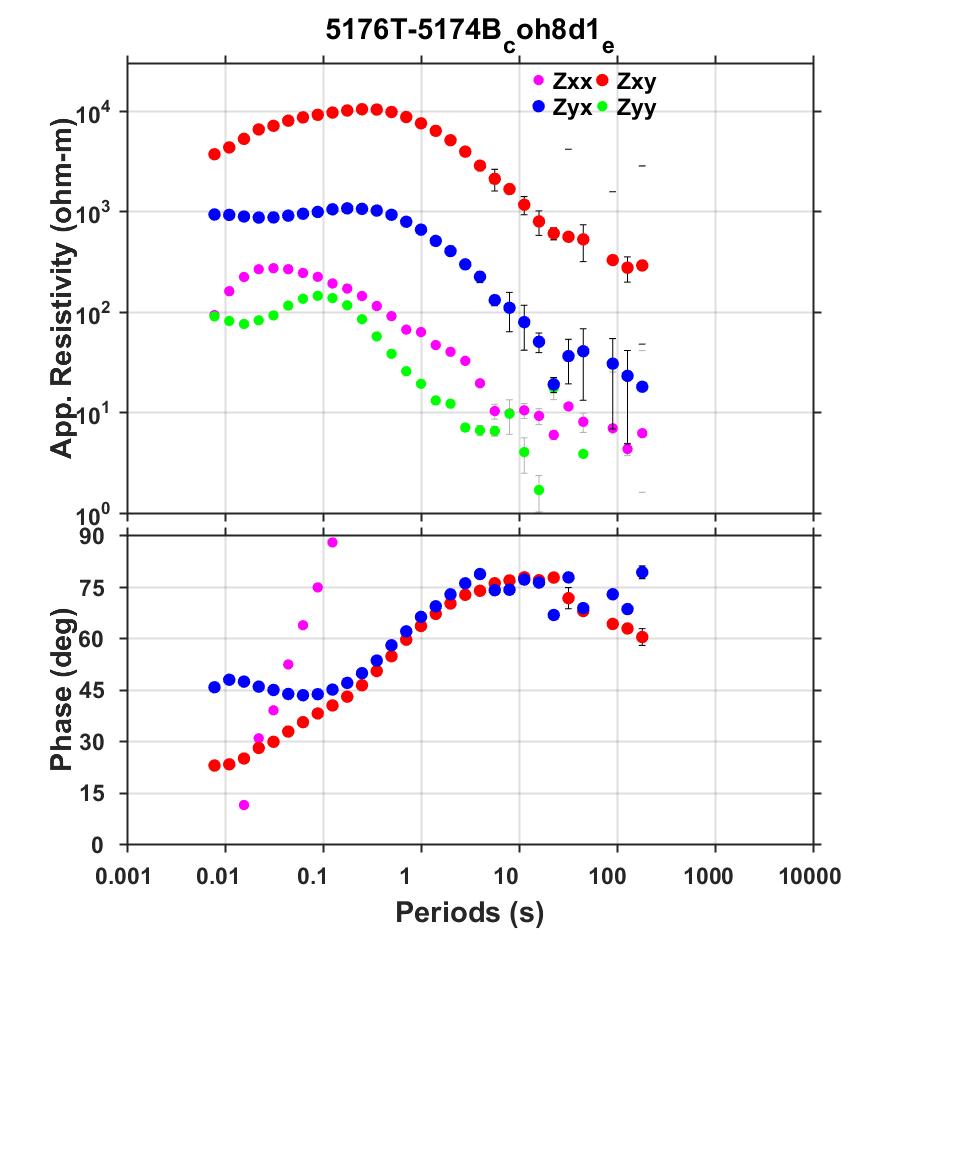 5176T-5174B_coh8d1_e
Zxx Zxy
Zyx Zyy
App. Resistivity (ohm-m)
10^4
10^3
10^2
10^1
10^0
Phase (deg)
90
75
60
45
30
15
0
0.001 0.01 0.1 1 10 100 1000 10000
Periods (s)